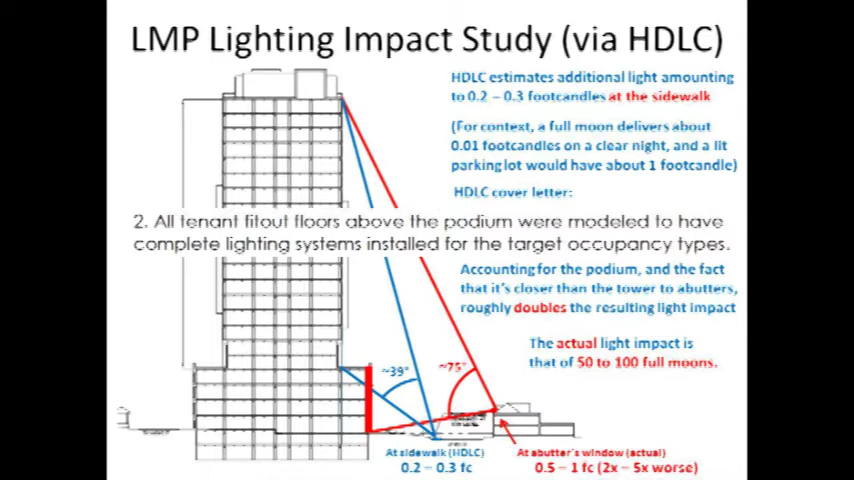 LMP Lighting Impact Study (via HDLC)
HDLC estimates additional light amounting
to 0.2 – 0.3 footcandles at the sidewalk
(For context, a full moon delivers about
0.01 footcandles on a clear night, and a lit
parking lot would have about 1 footcandle)
HDLC cover letter:
2. All tenant fitout floors above the podium were modeled to have
complete lighting systems installed for the target occupancy types.
Accounting for the podium, and the fact
that it's closer than the tower to abutters,
roughly doubles the resulting light impact
The actual light impact is
that of 50 to 100 full moons.
~39°
~75°
At sidewalk (HDLC)
0.2 – 0.3 fc
At abutter's window (actual)
0.5 – 1 fc (2x – 5x worse)